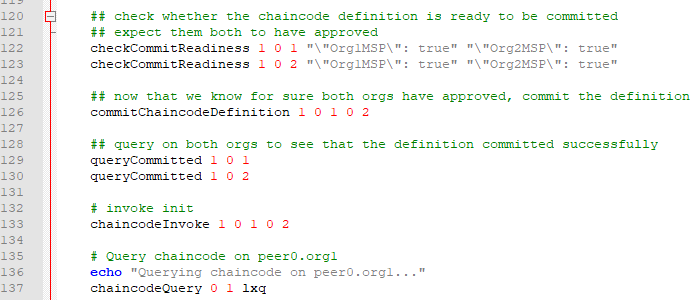 119
120 ## check whether the chaincode definition is ready to be committed
121 ## expect them both to have approved
122 checkCommitReadiness 1 0 1 "\"Org1MSP\": true" "\"Org2MSP\": true"
123 checkCommitReadiness 1 0 2 "\"Org1MSP\": true" "\"Org2MSP\": true"
124
125 ## now that we know for sure both orgs have approved, commit the definition
126 commitChaincodeDefinition 1 0 1 0 2
127
128 ## query on both orgs to see that the definition committed successfully
129 queryCommitted 1 0 1
130 queryCommitted 1 0 2
131
132 # invoke init
133 chaincodeInvoke 1 0 1 0 2
134
135 # Query chaincode on peer0.org1
136 echo "Querying chaincode on peer0.org1..."
137 chaincodeQuery 0 1 lxq